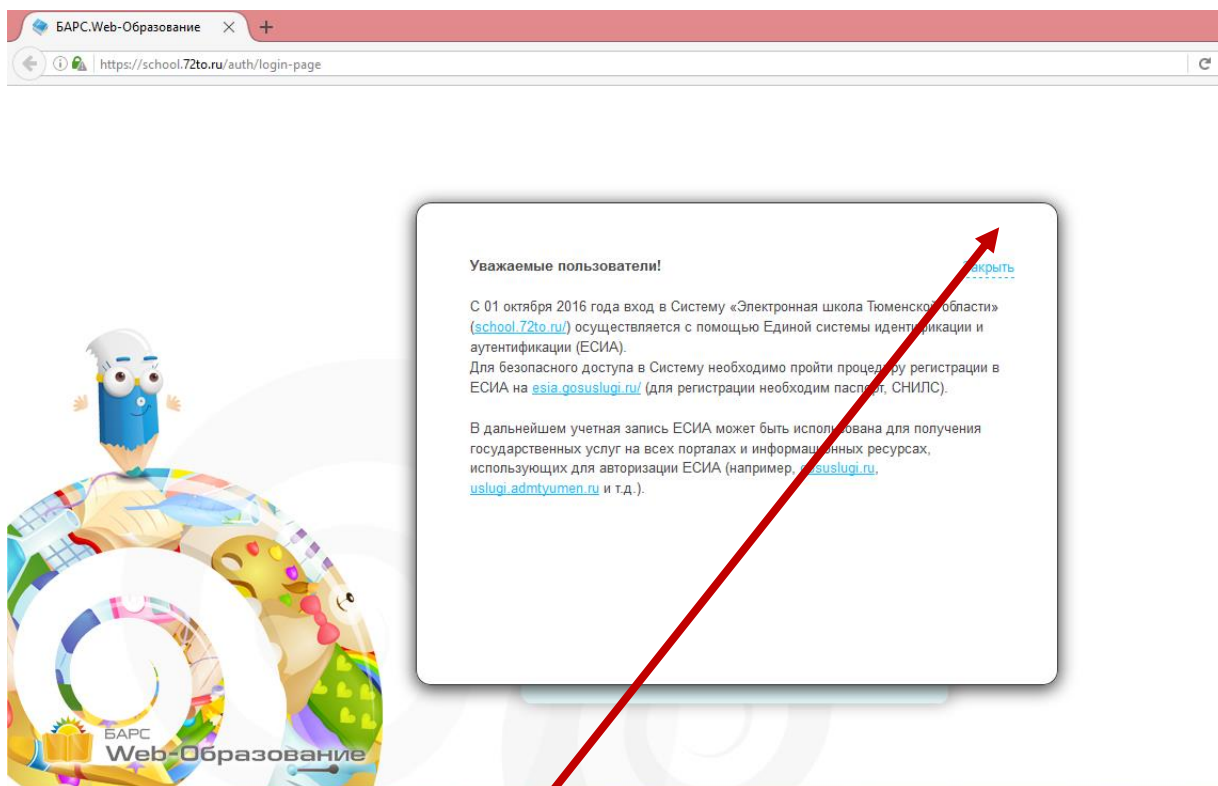 БАРС.Web-Образование
https://school.72to.ru/auth/login-page
Уважаемые пользователи!
Закрыть
С 01 октября 2016 года вход в Систему «Электронная школа Тюменской области»
(school.72to.ru/) осуществляется с помощью Единой системы идентификации и
аутентификации (ЕСИА).
Для безопасного доступа в Систему необходимо пройти процедуру регистрации в
ЕСИА на esia.gosuslugi.ru/ (для регистрации необходим паспорт, СНИЛС).
В дальнейшем учетная запись ЕСИА может быть использована для получения
государственных услуг на всех порталах и информационных ресурсах,
использующих для авторизации ЕСИА (например, gosuslugi.ru,
uslugi.admtyumen.ru и т.д.).
БАРС
Web-Образование